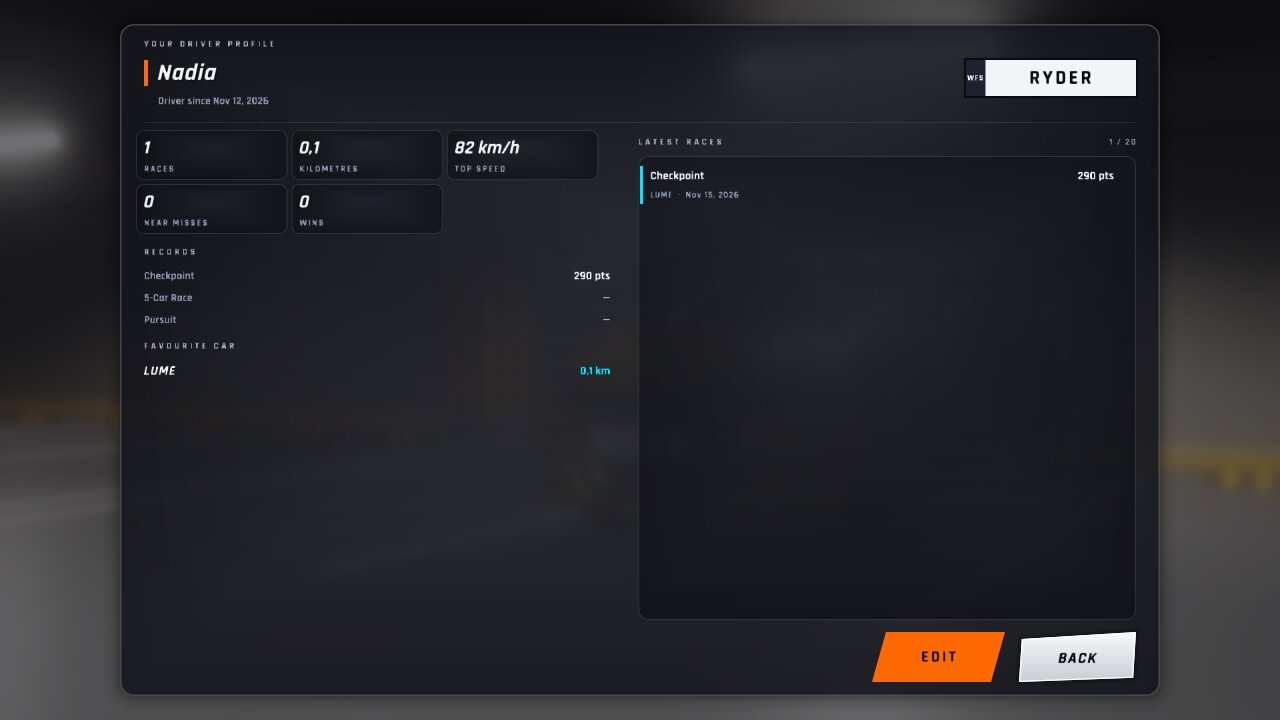 YOUR DRIVER PROFILE
Nadia
Driver since Nov 12, 2026
WFS RYDER
1
RACES
0,1
KILOMETRES
82 km/h
TOP SPEED
0
NEAR MISSES
0
WINS
RECORDS
Checkpoint 290 pts
5-Car Race —
Pursuit —
FAVOURITE CAR
LUME 0,1 km
LATEST RACES 1 / 20
Checkpoint 290 pts
LUME · Nov 15, 2026
EDIT
BACK